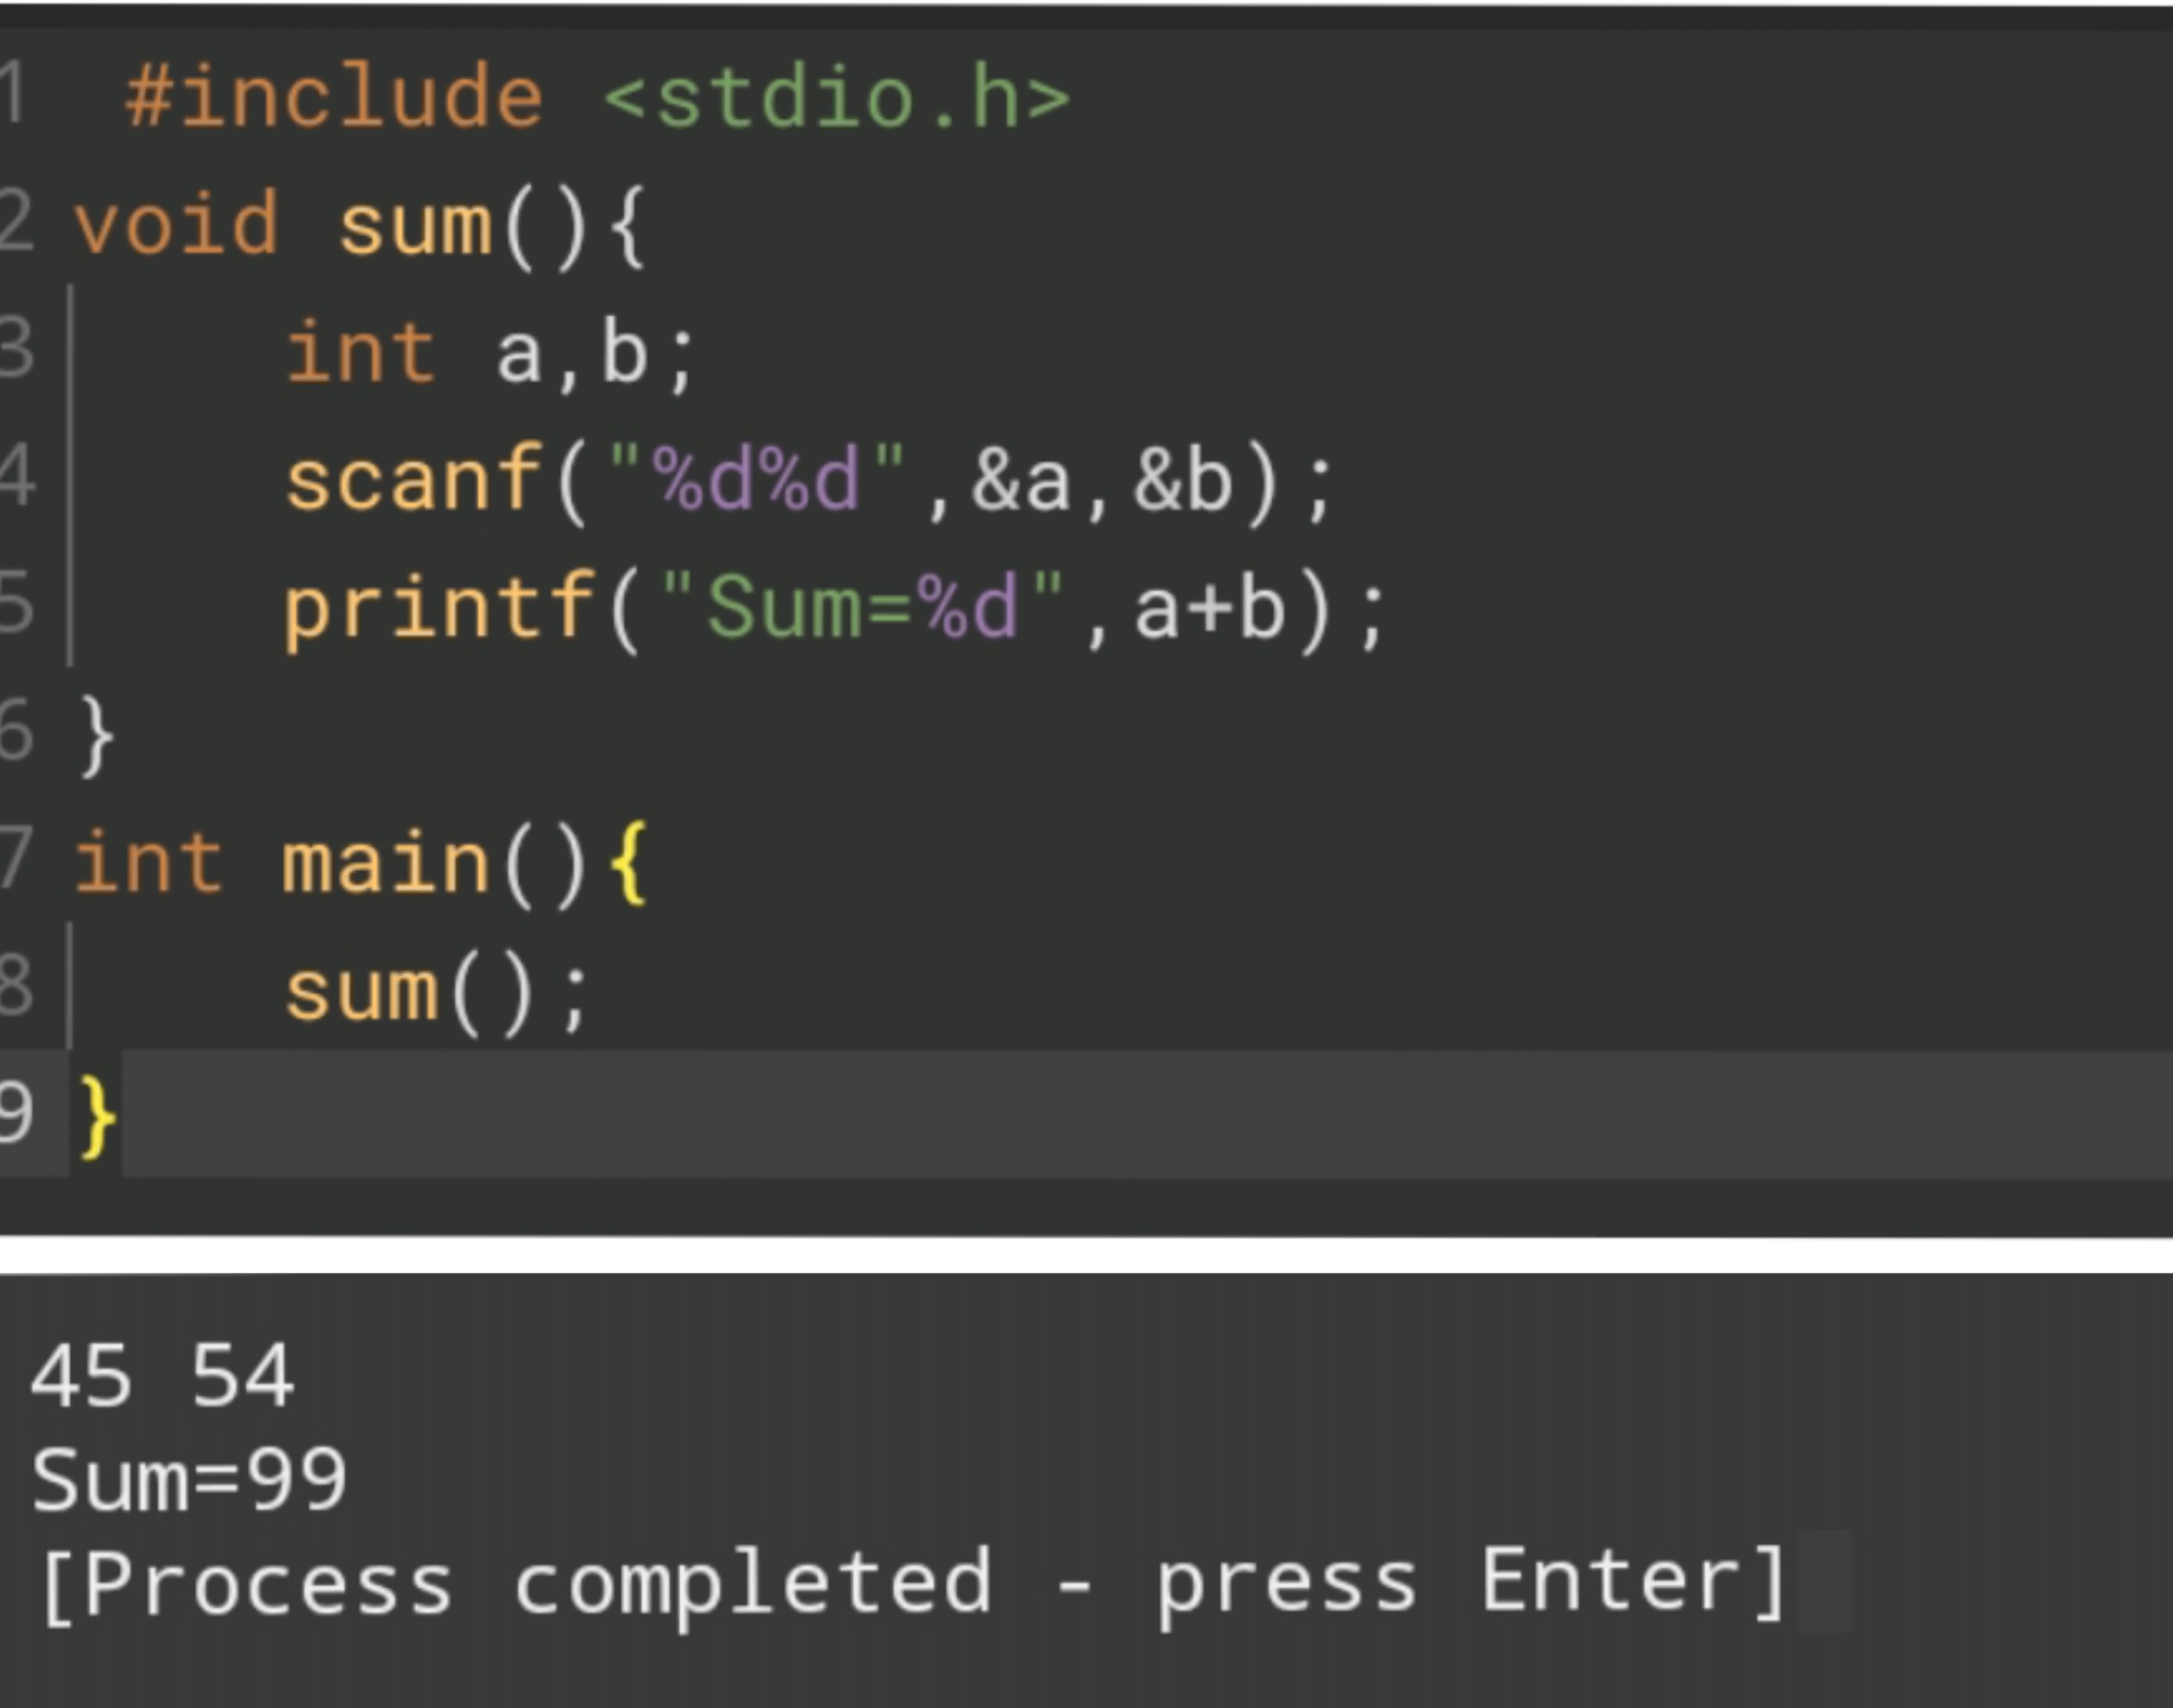 1 #include <stdio.h>
2 void sum(){
3 int a,b;
4 scanf("%d%d",&a,&b);
5 printf("Sum=%d",a+b);
6 }
7 int main(){
8 sum();
9 }
45 54
Sum=99
[Process completed - press Enter]